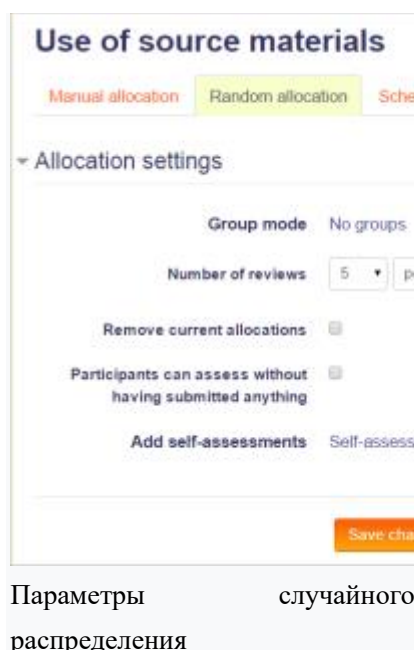 Use of source materials
Manual allocation Random allocation
Allocation settings
Group mode No groups
Number of reviews 5
Remove current allocations
Participants can assess without
having submitted anything
Add self-assessments
Save
Параметры случайного
распределения